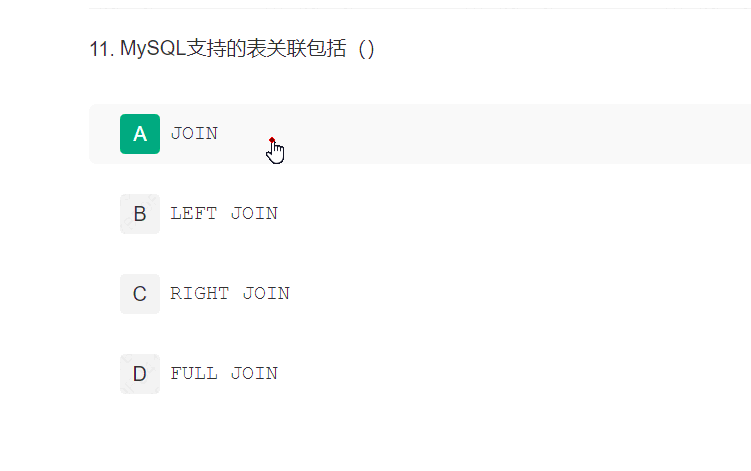 11. MySQL支持的表关联包括（）
A JOIN
B LEFT JOIN
C RIGHT JOIN
D FULL JOIN